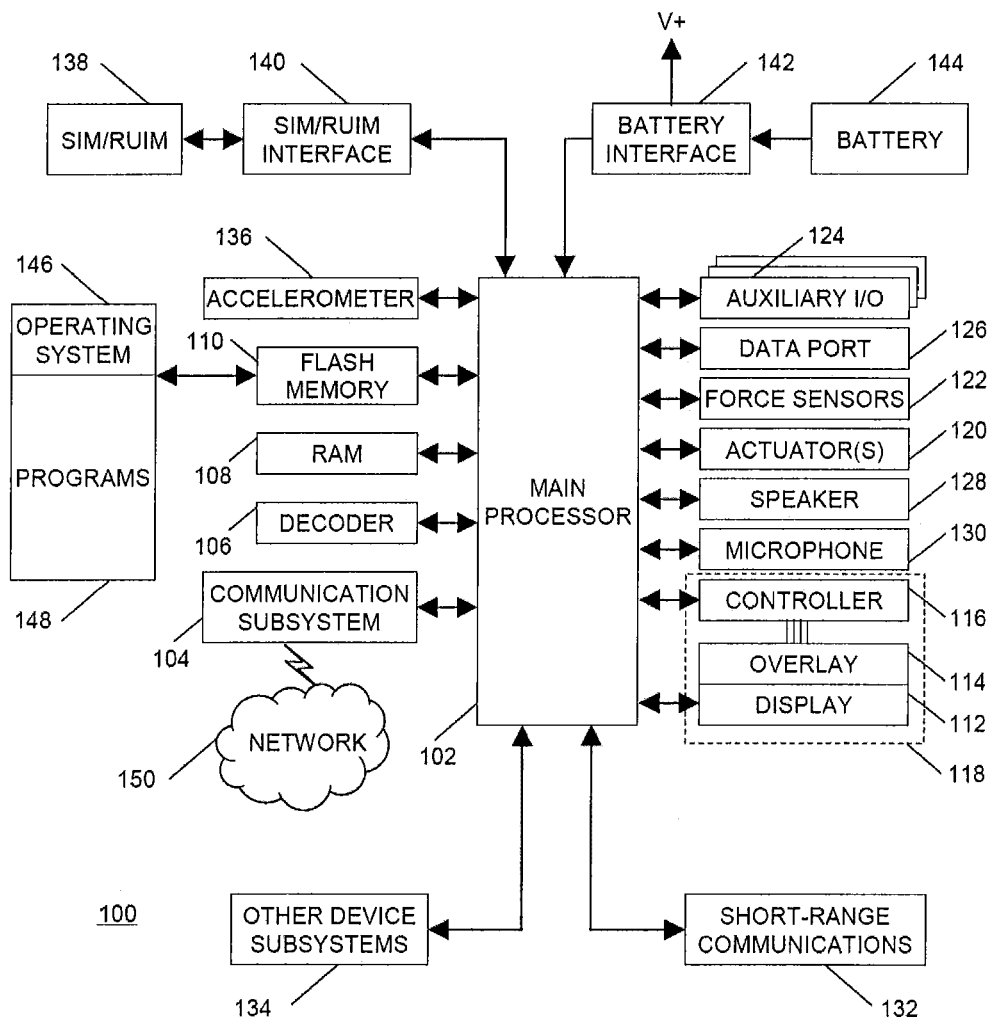 V+
138
140
142
144
SIM/RUIM
SIM/RUIM
INTERFACE
BATTERY
INTERFACE
BATTERY
146
136
124
OPERATING
SYSTEM
PROGRAMS
148
ACCELEROMETER
110
FLASH
MEMORY
108
RAM
106
DECODER
COMMUNICATION
SUBSYSTEM
104
NETWORK
150
MAIN
PROCESSOR
102
AUXILIARY I/O
DATA PORT
126
FORCE SENSORS
122
ACTUATOR(S)
120
SPEAKER
128
MICROPHONE
130
CONTROLLER
116
OVERLAY
114
DISPLAY
112
118
100
OTHER DEVICE
SUBSYSTEMS
134
SHORT-RANGE
COMMUNICATIONS
132